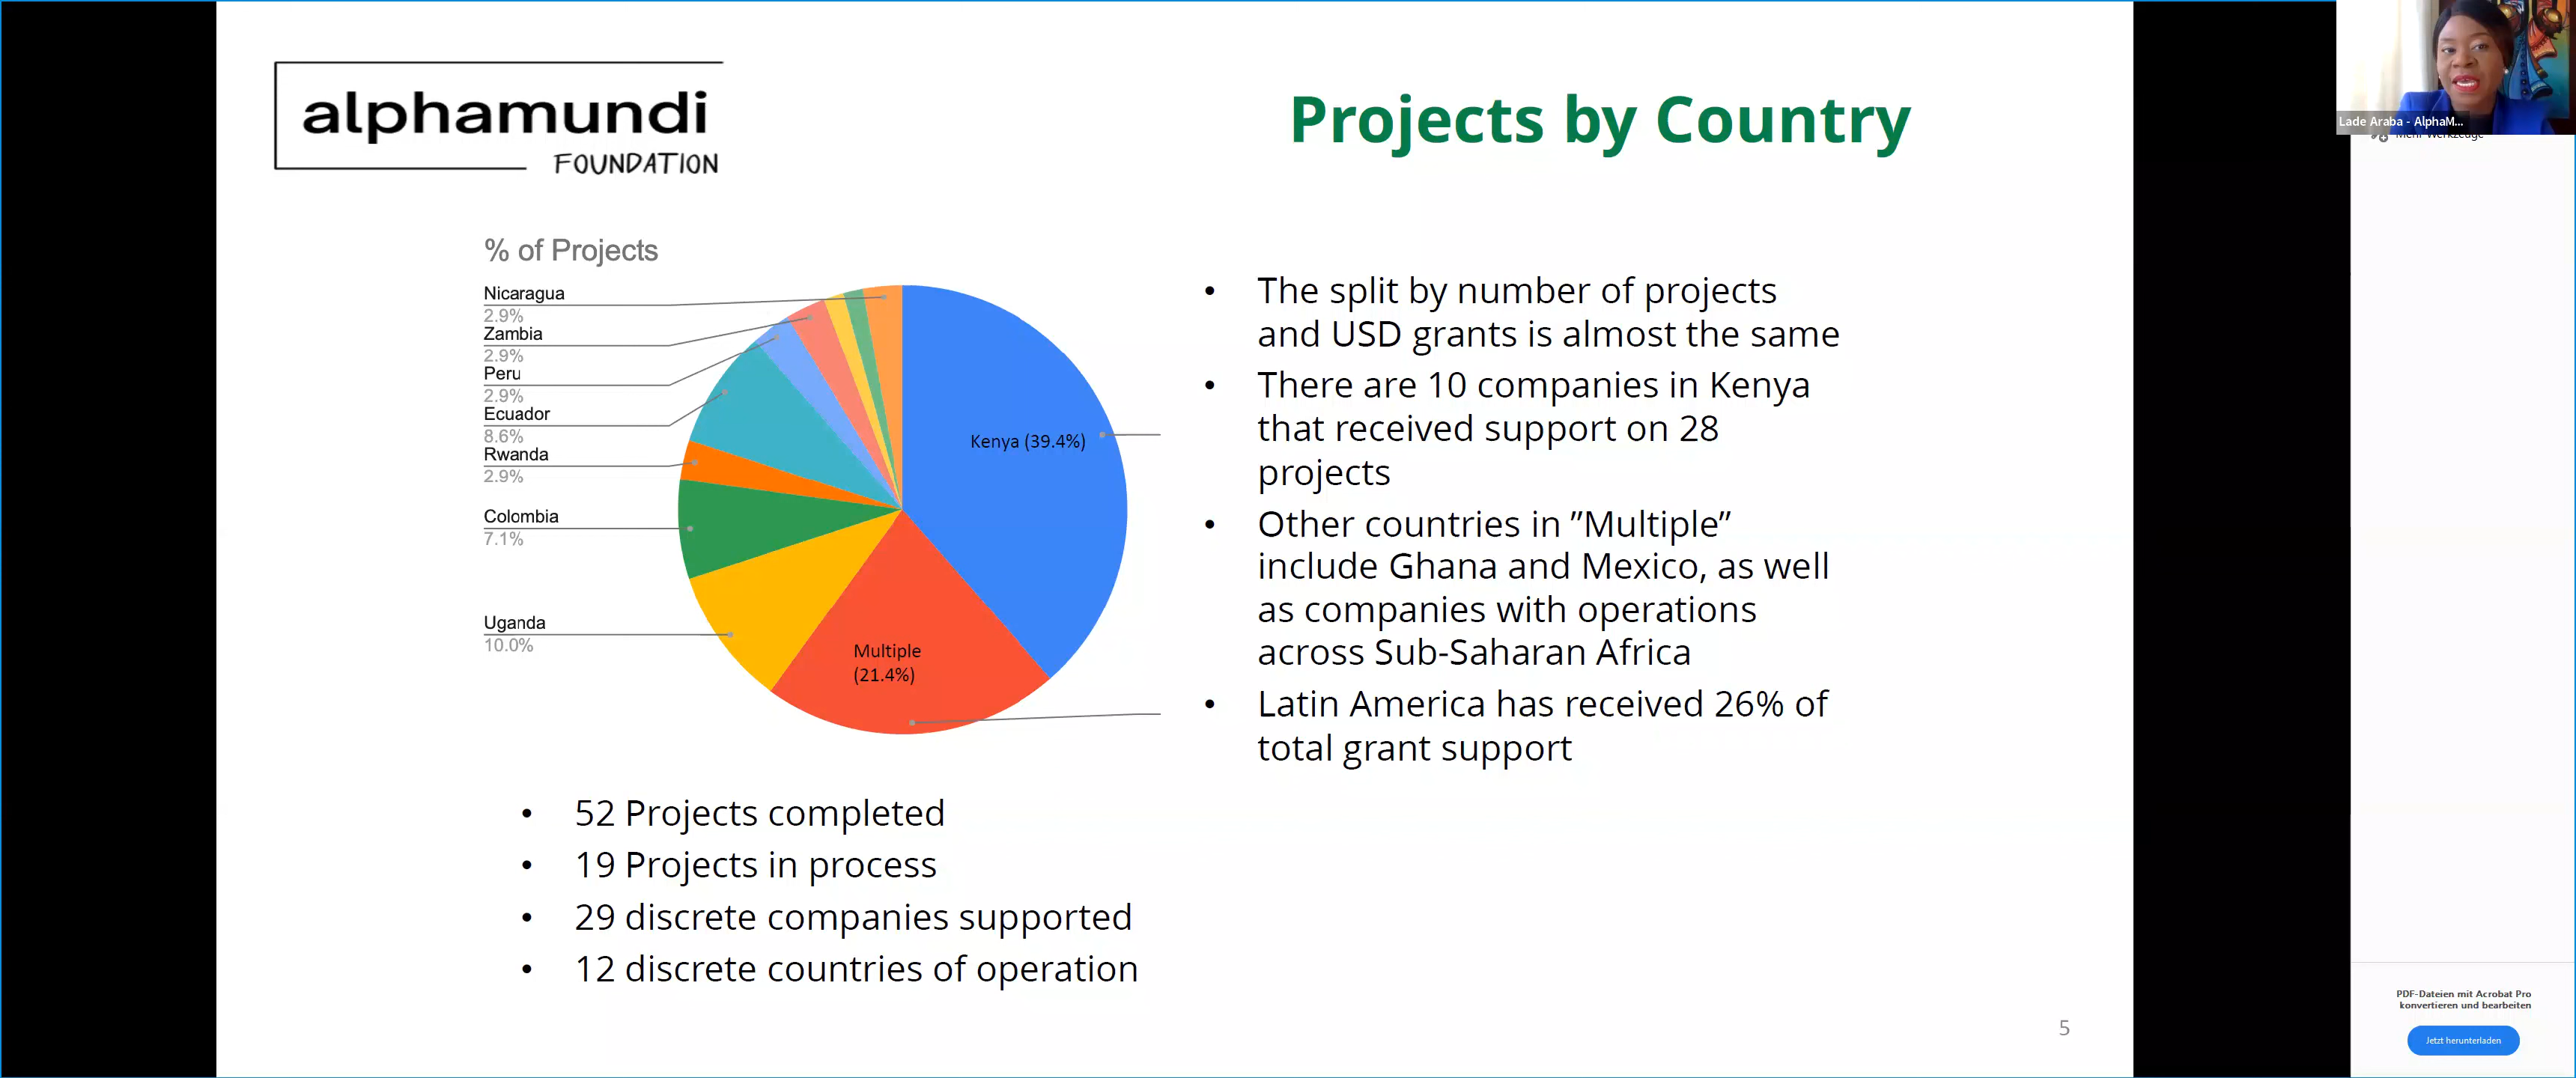 alphamundi
FOUNDATION
Projects by Country
% of Projects
Nicaragua
2.9%
Zambia
2.9%
Peru
2.9%
Ecuador
8.6%
Rwanda
2.9%
Colombia
7.1%
Uganda
10.0%
Kenya (39.4%)
Multiple
(21.4%)
• The split by number of projects
and USD grants is almost the same
• There are 10 companies in Kenya
that received support on 28
projects
• Other countries in ”Multiple”
include Ghana and Mexico, as well
as companies with operations
across Sub-Saharan Africa
• Latin America has received 26% of
total grant support
• 52 Projects completed
• 19 Projects in process
• 29 discrete companies supported
• 12 discrete countries of operation
5
Lade Araba - AlphaM...
Mehr Werkzeuge
PDF-Dateien mit Acrobat Pro
konvertieren und bearbeiten
Jetzt herunterladen